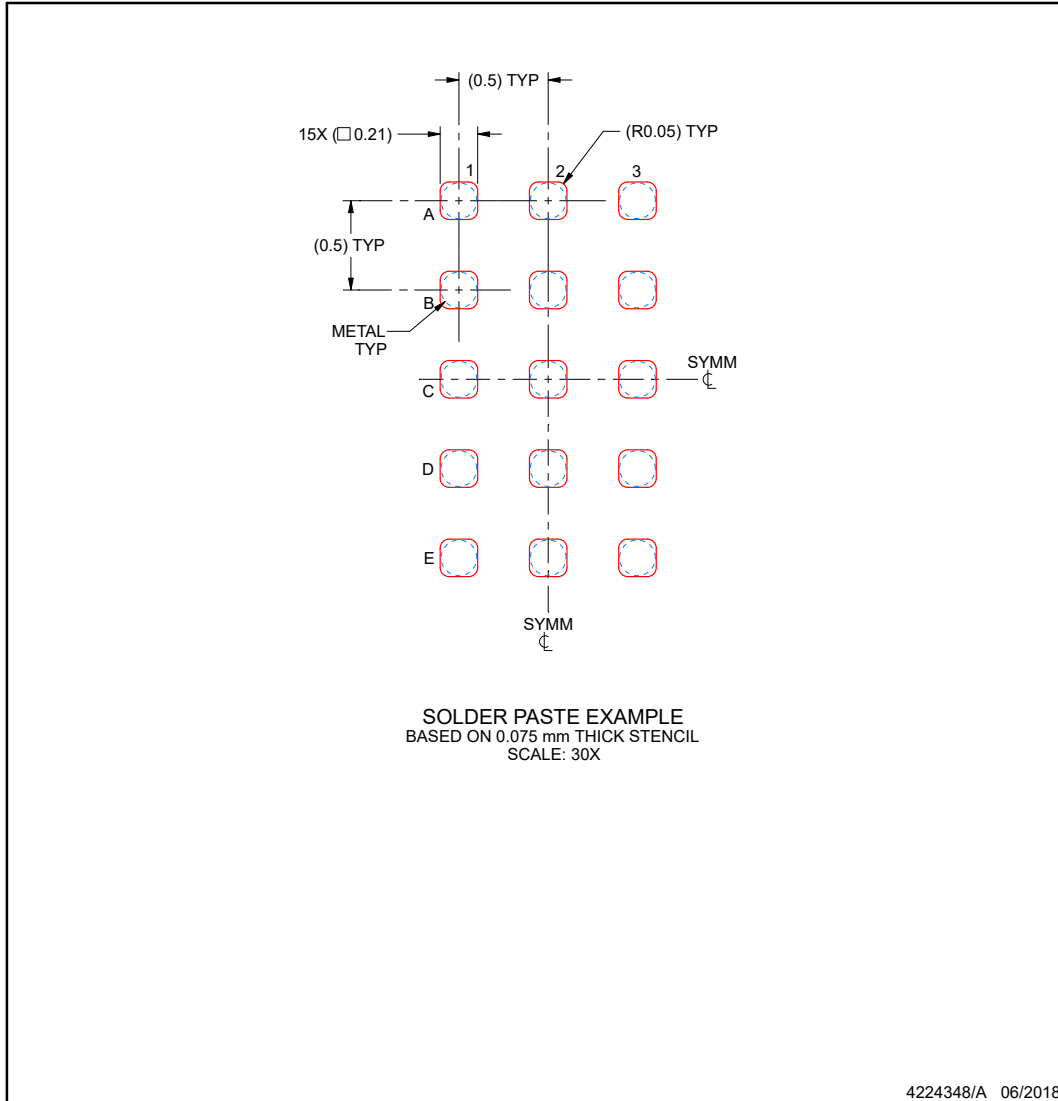 (0.5) TYP
15X (□0.21)
(R0.05) TYP
1
2
3
A
(0.5) TYP
B
METAL
TYP
SYMM
C
D
E
SYMM
SOLDER PASTE EXAMPLE
BASED ON 0.075 mm THICK STENCIL
SCALE: 30X
4224348/A 06/2018